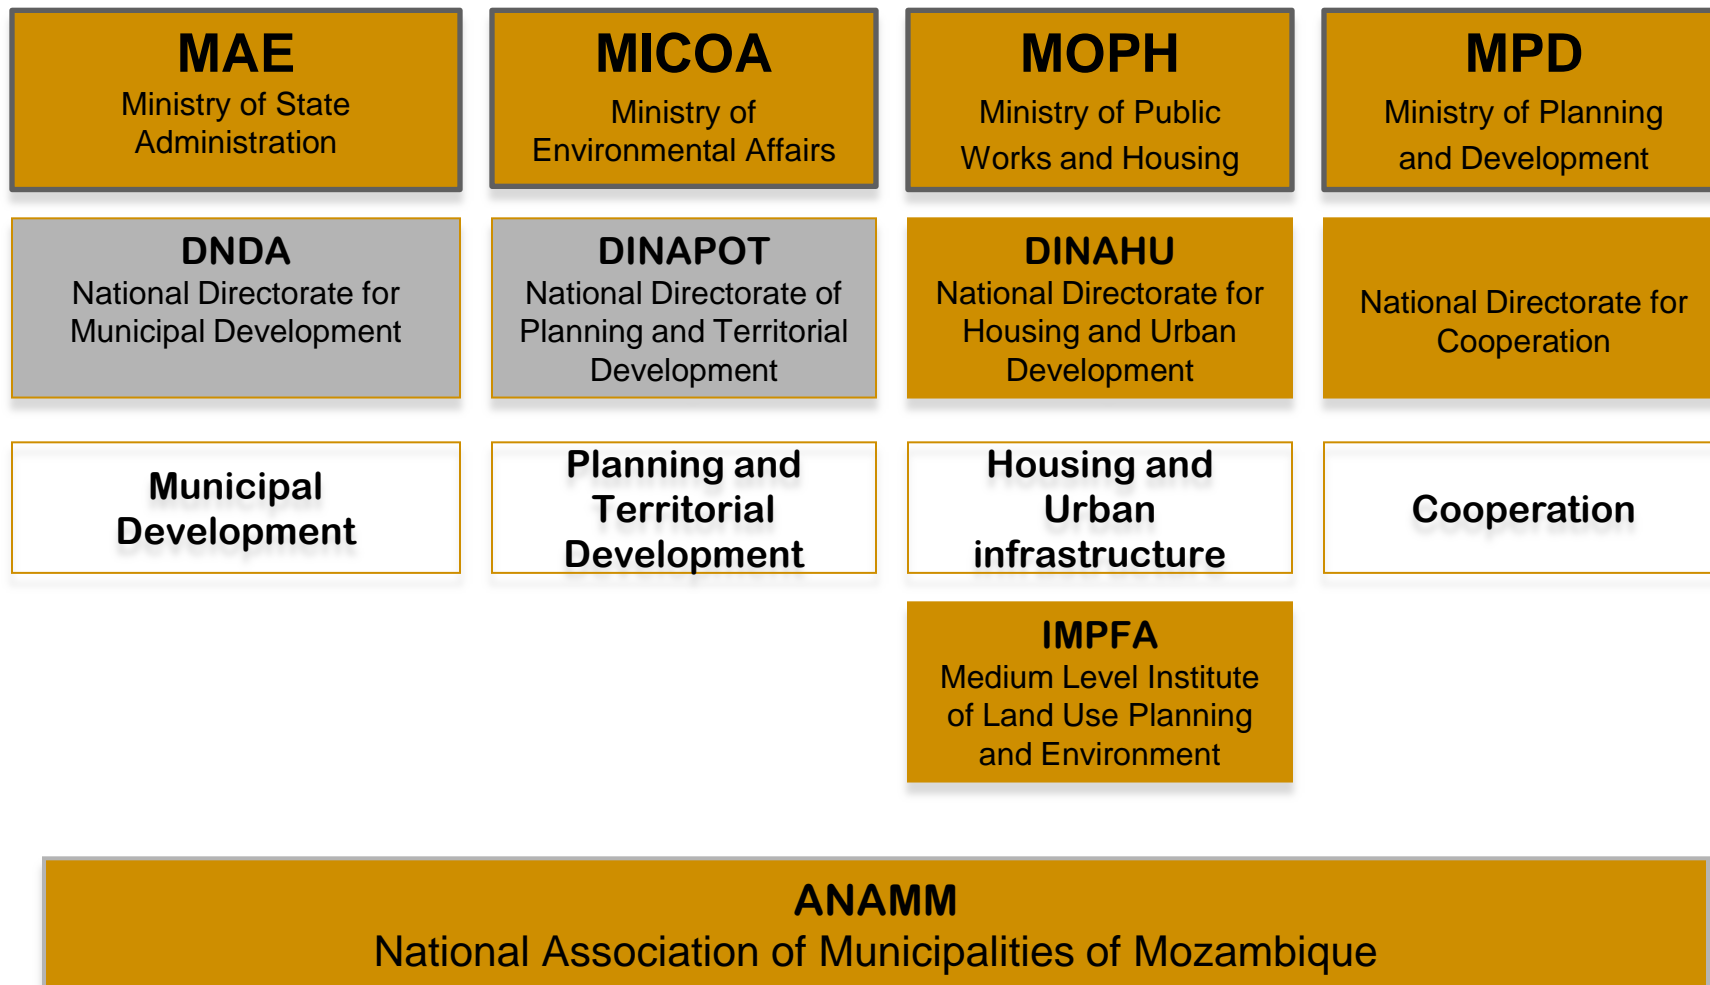 MAE
Ministry of State
Administration
MICOA
Ministry of
Environmental Affairs
MOPH
Ministry of Public
Works and Housing
MPD
Ministry of Planning
and Development
DNDA
National Directorate for
Municipal Development
DINAPOT
National Directorate of
Planning and Territorial
Development
DINAHU
National Directorate for
Housing and Urban
Development
National Directorate for
Cooperation
Municipal
Development
Planning and
Territorial
Development
Housing and
Urban
infrastructure
Cooperation
IMPFA
Medium Level Institute
of Land Use Planning
and Environment
ANAMM
National Association of Municipalities of Mozambique